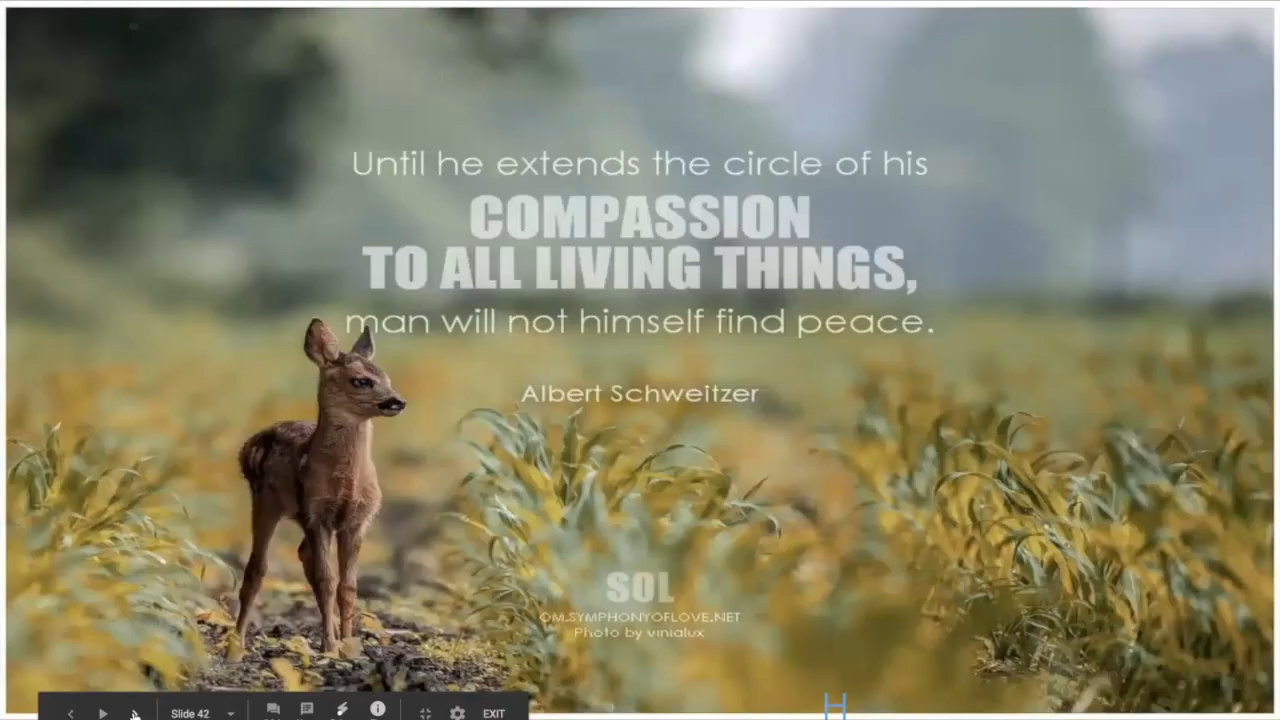 Until he extends the circle of his
COMPASSION
TO ALL LIVING THINGS,
man will not himself find peace.
Albert Schweitzer
SOL
OM.SYMPHONYOFLOVE.NET
Photo by vinialux
Slide 42
EXIT
H